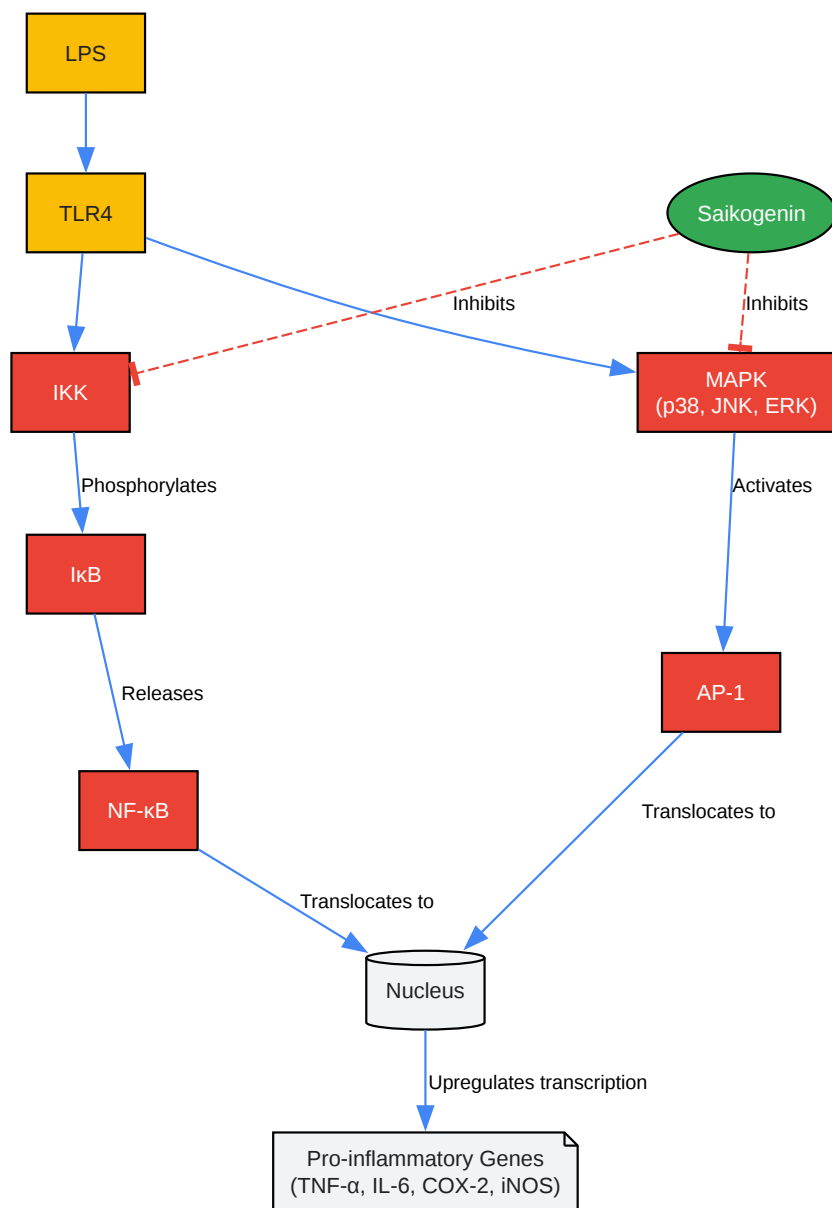 LPS
TLR4
Saikogenin
Inhibits
Inhibits
IKK
MAPK
(p38, JNK, ERK)
Phosphorylates
Activates
IκB
Releases
AP-1
NF-κB
Translocates to
Translocates to
Nucleus
Upregulates transcription
Pro-inflammatory Genes
(TNF-α, IL-6, COX-2, iNOS)